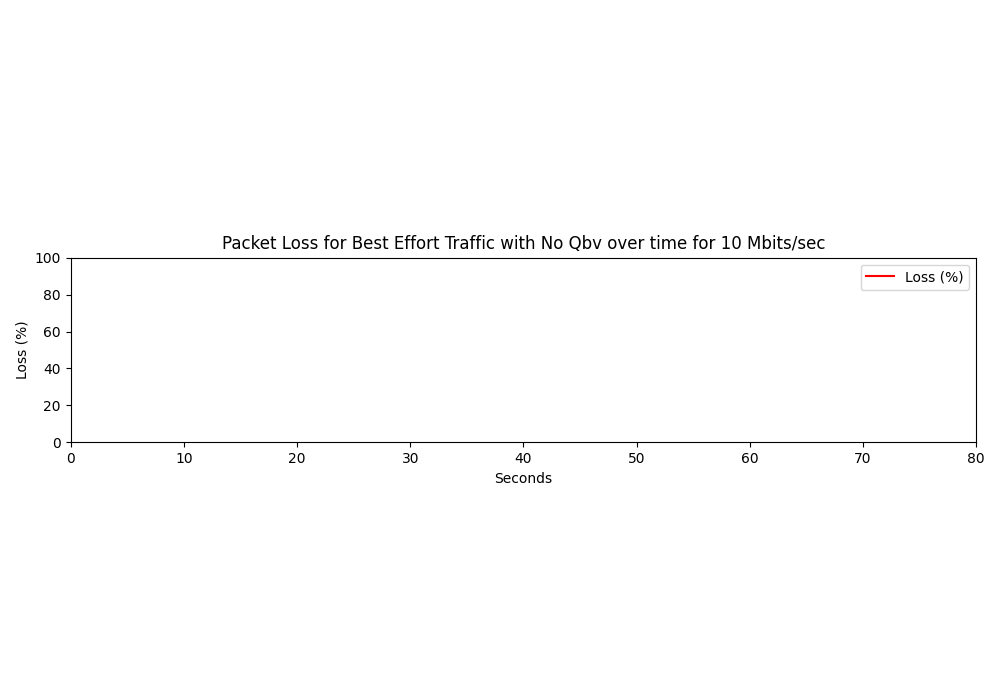 Packet Loss for Best Effort Traffic with No Qbv over time for 10 Mbits/sec
100
80
60
40
20
0
Loss (%)
Loss (%)
0 10 20 30 40 50 60 70 80
Seconds